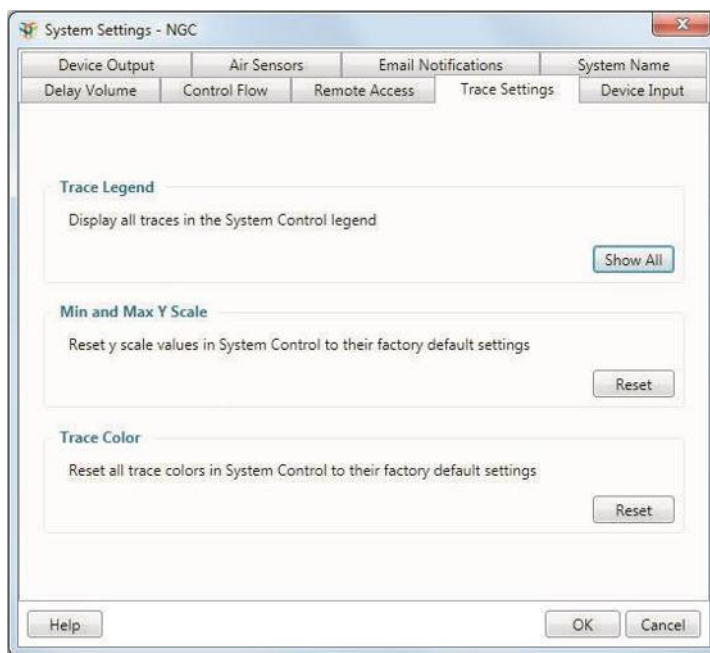 System Settings - NGC
Device Output Air Sensors Email Notifications System Name
Delay Volume Control Flow Remote Access Trace Settings Device Input
Trace Legend
Display all traces in the System Control legend
Show All
Min and Max Y Scale
Reset y scale values in System Control to their factory default settings
Reset
Trace Color
Reset all trace colors in System Control to their factory default settings
Reset
Help OK Cancel